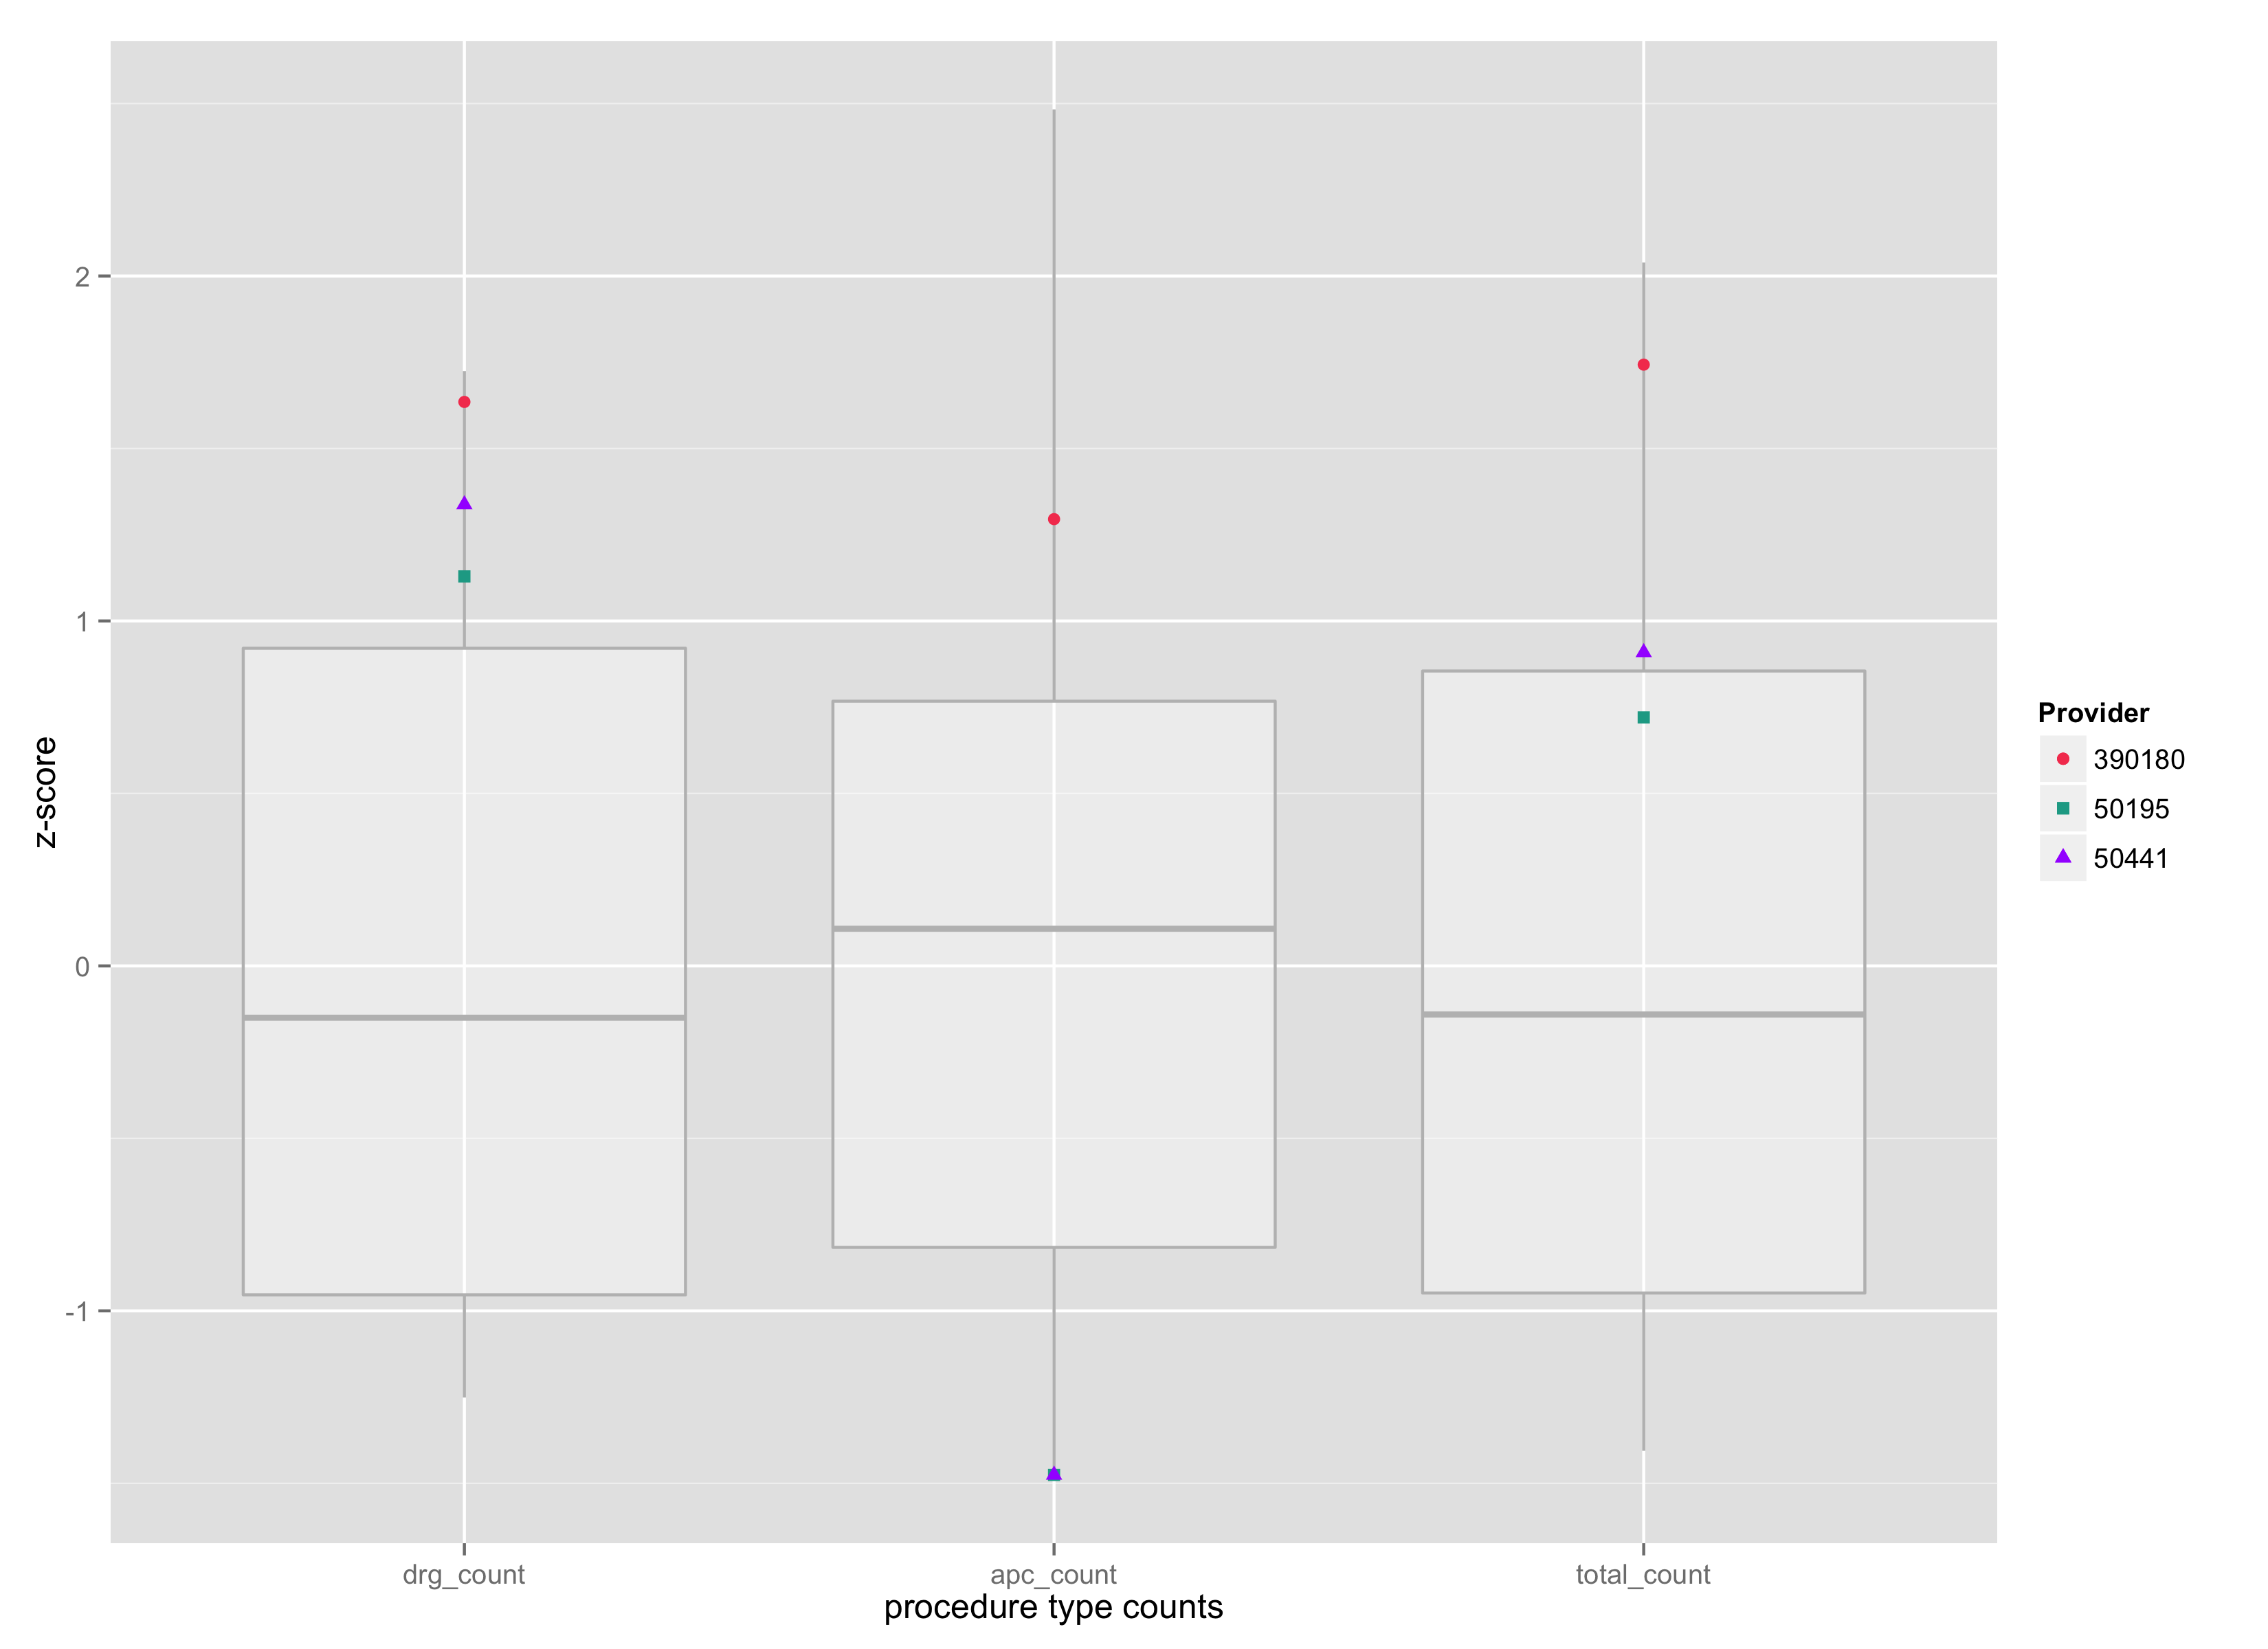 z-score
2
1
0
-1
drg_count
apc_count
total_count
procedure type counts
Provider
390180
50195
50441